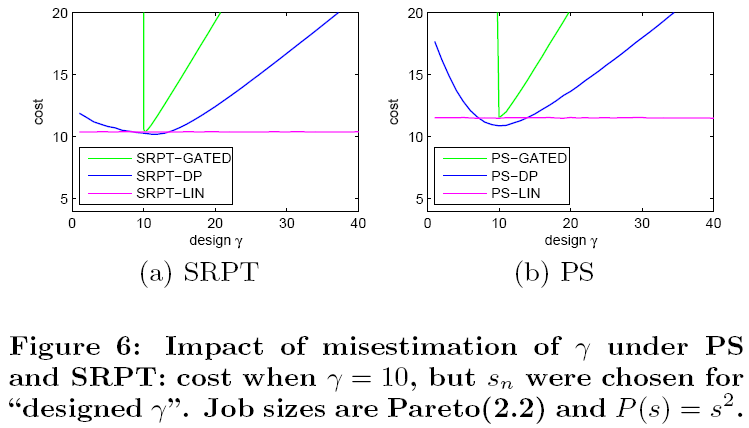 20
15
10
5
cost
SRPT-GATED
SRPT-DP
SRPT-LIN
0 10 20 30 40
design γ
(a) SRPT
20
15
10
5
cost
PS-GATED
PS-DP
PS-LIN
0 10 20 30 40
design γ
(b) PS
Figure 6: Impact of misestimation of γ under PS
and SRPT: cost when γ = 10, but sₙ were chosen for
“designed γ”. Job sizes are Pareto(2.2) and P(s) = s².